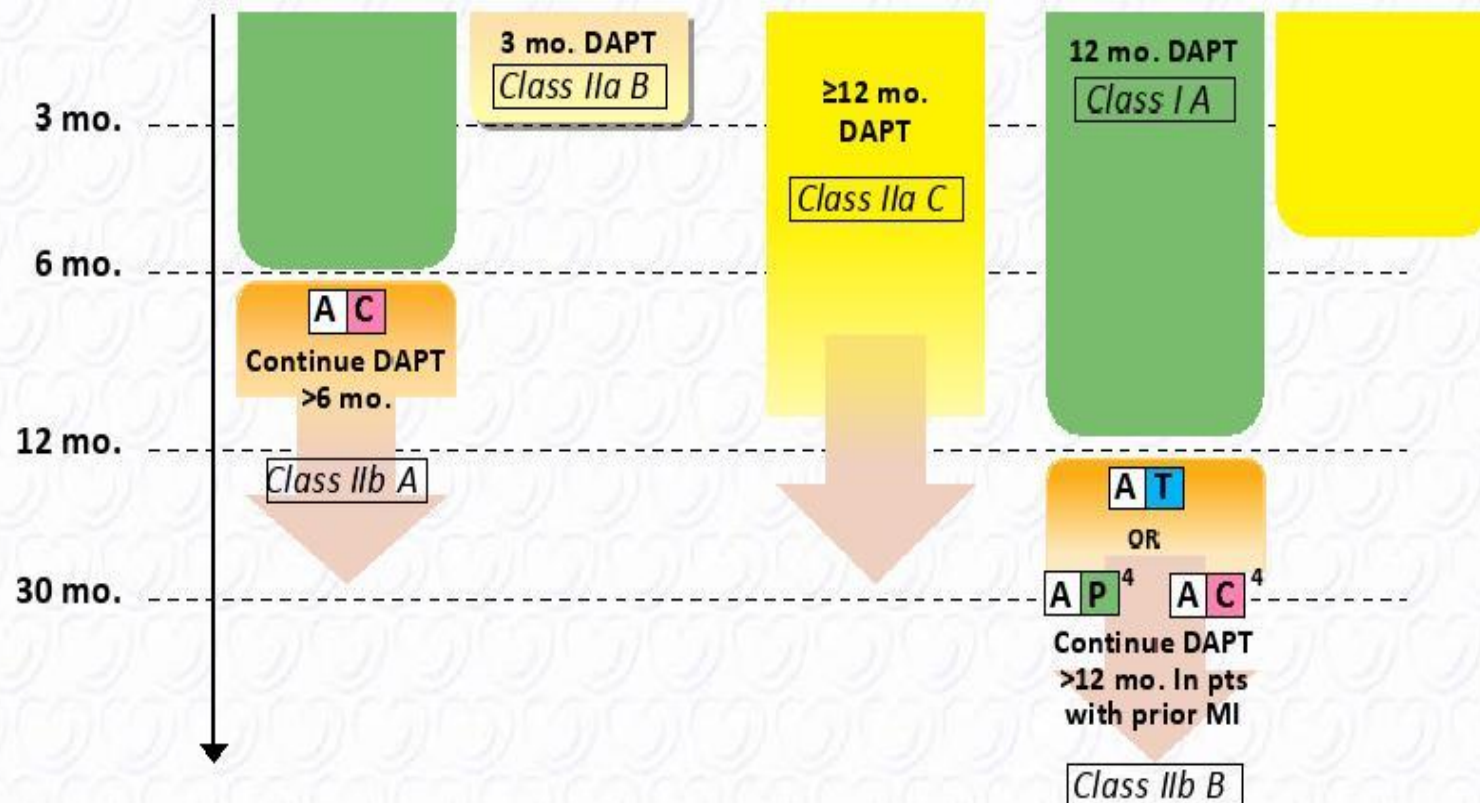 3 mo.
6 mo.
12 mo.
30 mo.
A C
Continue DAPT
>6 mo.
Class IIb A
3 mo. DAPT
Class IIa B
≥12 mo.
DAPT
Class IIa C
12 mo. DAPT
Class I A
A T
OR
A P 4 A C 4
Continue DAPT
>12 mo. In pts
with prior MI
Class IIb B